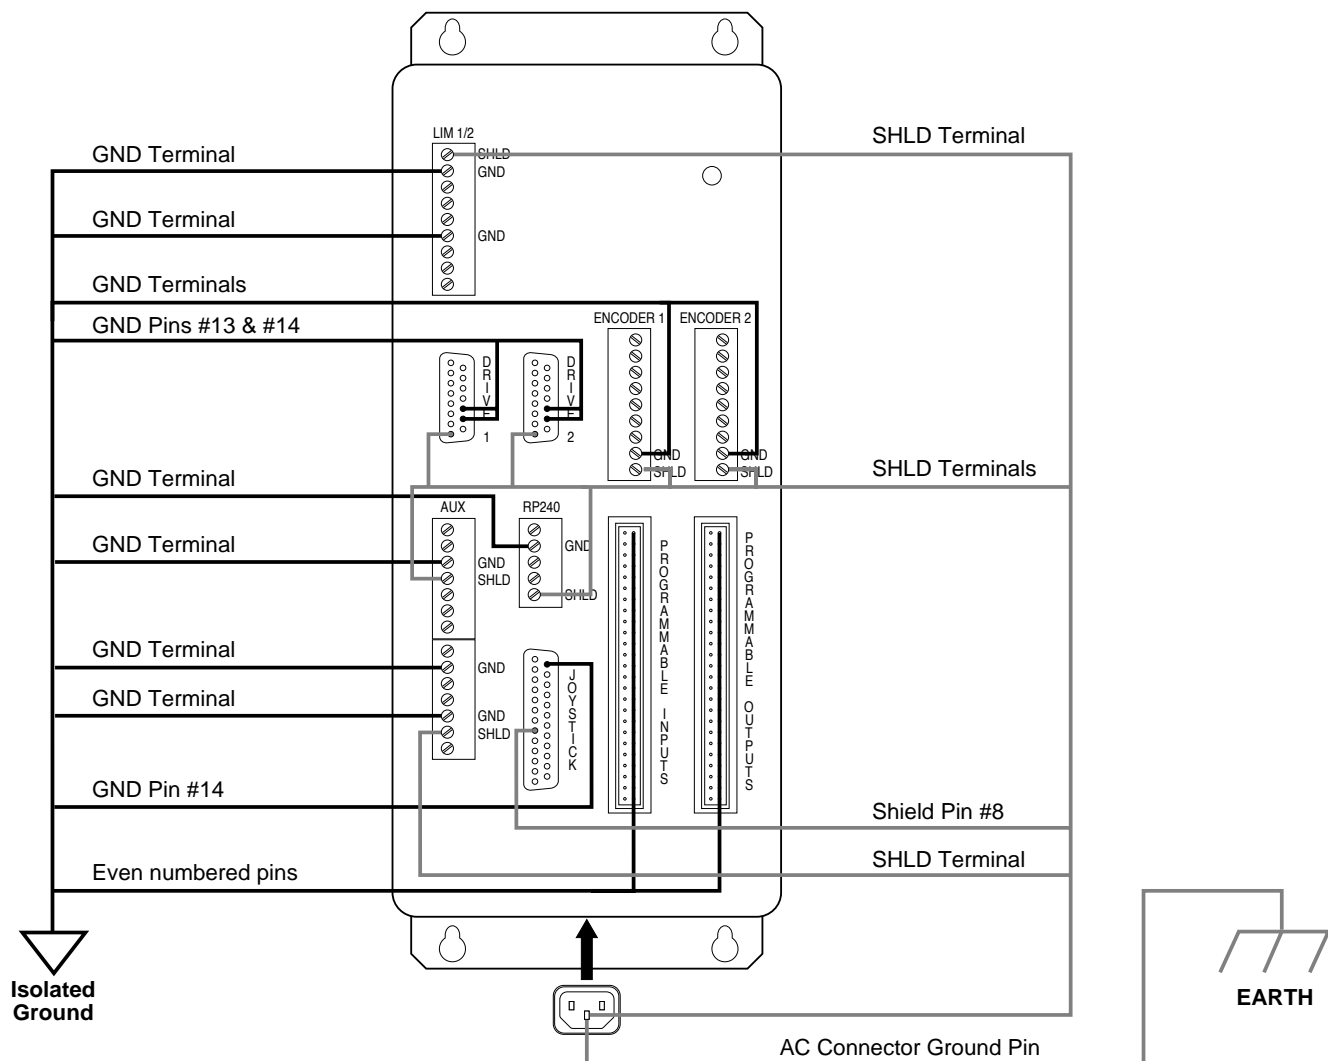 LIM 1/2
SHLD Terminal
GND Terminal
SHLD
GND
GND Terminal
GND
GND Terminals
GND Pins #13 & #14
ENCODER 1
ENCODER 2
DRIVE 1
DRIVE 2
GND
GND
SHLD
SHLD
SHLD Terminals
GND Terminal
AUX
RP240
GND Terminal
GND
GND
SHLD
SHLD
PROGRAMMABLE INPUTS
PROGRAMMABLE OUTPUTS
GND Terminal
GND
JOYSTICK
GND Terminal
GND
SHLD
GND Pin #14
Shield Pin #8
SHLD Terminal
Even numbered pins
Isolated
Ground
EARTH
AC Connector Ground Pin